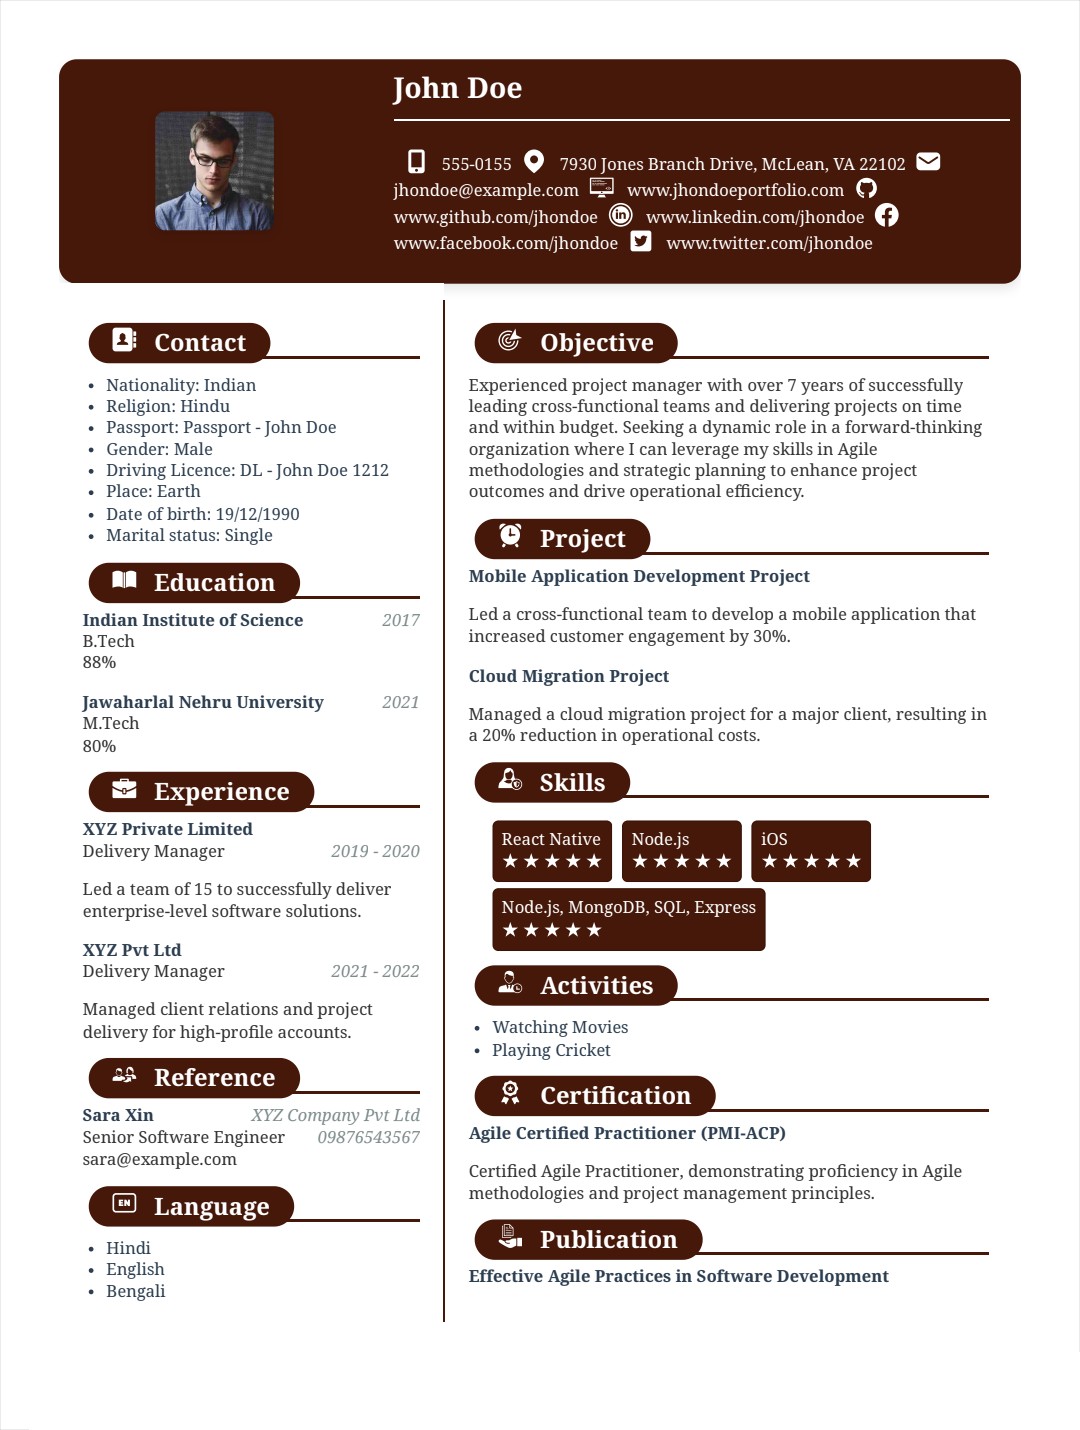 John Doe
555-0155 7930 Jones Branch Drive, McLean, VA 22102
jhondoe@example.com www.jhondoeportfolio.com
www.github.com/jhondoe www.linkedin.com/jhondoe
www.facebook.com/jhondoe www.twitter.com/jhondoe
Contact
• Nationality: Indian
• Religion: Hindu
• Passport: Passport - John Doe
• Gender: Male
• Driving Licence: DL - John Doe 1212
• Place: Earth
• Date of birth: 19/12/1990
• Marital status: Single
Education
Indian Institute of Science 2017
B.Tech
88%
Jawaharlal Nehru University 2021
M.Tech
80%
Experience
XYZ Private Limited
Delivery Manager 2019 - 2020
Led a team of 15 to successfully deliver
enterprise-level software solutions.
XYZ Pvt Ltd
Delivery Manager 2021 - 2022
Managed client relations and project
delivery for high-profile accounts.
Reference
Sara Xin XYZ Company Pvt Ltd
Senior Software Engineer 09876543567
sara@example.com
EN Language
• Hindi
• English
• Bengali
Objective
Experienced project manager with over 7 years of successfully
leading cross-functional teams and delivering projects on time
and within budget. Seeking a dynamic role in a forward-thinking
organization where I can leverage my skills in Agile
methodologies and strategic planning to enhance project
outcomes and drive operational efficiency.
Project
Mobile Application Development Project
Led a cross-functional team to develop a mobile application that
increased customer engagement by 30%.
Cloud Migration Project
Managed a cloud migration project for a major client, resulting in
a 20% reduction in operational costs.
Skills
React Native Node.js iOS
★★★★★ ★★★★★ ★★★★★
Node.js, MongoDB, SQL, Express
★★★★★
Activities
• Watching Movies
• Playing Cricket
Certification
Agile Certified Practitioner (PMI-ACP)
Certified Agile Practitioner, demonstrating proficiency in Agile
methodologies and project management principles.
Publication
Effective Agile Practices in Software Development